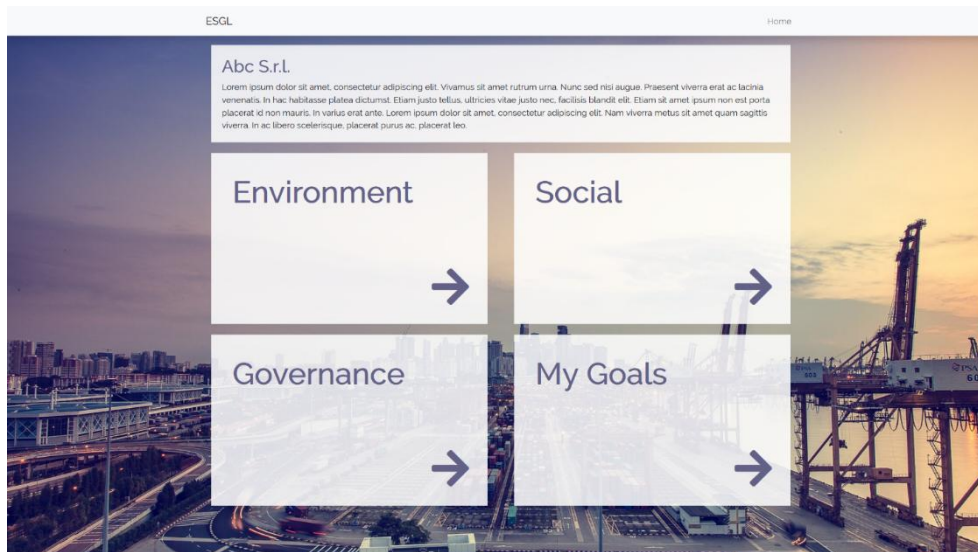 ESGL
Home
Abc S.r.l.
Lorem ipsum dolor sit amet, consectetur adipiscing elit. Vivamus sit amet rutrum urna. Nunc sed nisi augue. Praesent viverra erat ac lacinia
venenatis. In hac habitasse platea dictumst. Etiam justo tellus, ultricies vitae justo nec, facilisis blandit elit. Etiam sit amet ipsum non est porta
placerat id non mauris. In varius erat ante. Lorem ipsum dolor sit amet, consectetur adipiscing elit. Nam viverra metus sit amet quam sagittis
viverra. In ac libero scelerisque, placerat purus ac, placerat leo.
Environment
Social
Governance
My Goals
PSA
603